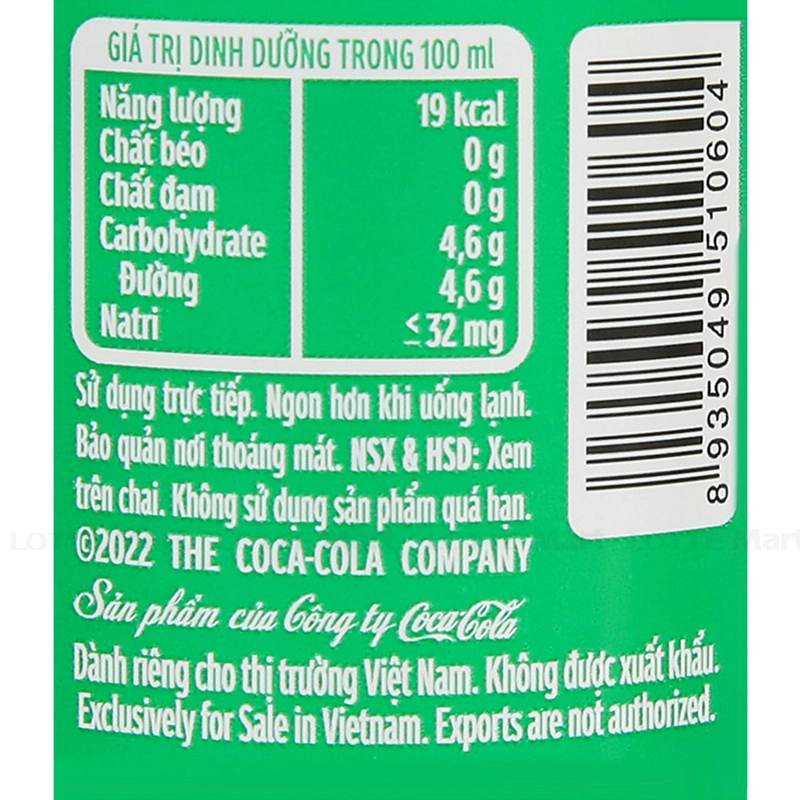 GIÁ TRỊ DINH DƯỠNG TRONG 100 ml
Năng lượng 19 kcal
Chất béo 0 g
Chất đạm 0 g
Carbohydrate 4,6 g
Đường 4,6 g
Natri ≤ 32 mg
Sử dụng trực tiếp. Ngon hơn khi uống lạnh.
Bảo quản nơi thoáng mát. NSX & HSD: Xem
trên chai. Không sử dụng sản phẩm quá hạn.
©2022 THE COCA-COLA COMPANY
Sản phẩm của Công ty Coca-Cola
Dành riêng cho thị trường Việt Nam. Không được xuất khẩu.
Exclusively for Sale in Vietnam. Exports are not authorized.
8 935049 510604
LOTTE Mart